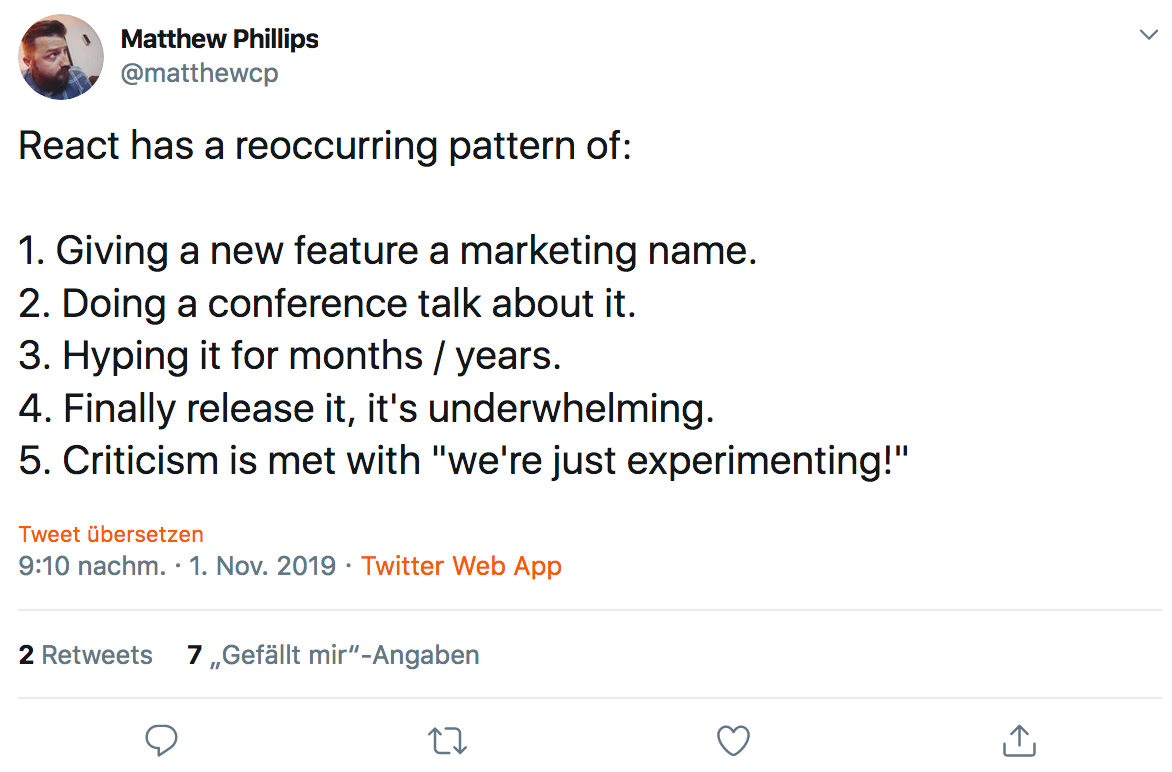 Matthew Phillips
@matthewcp
React has a reoccurring pattern of:
1. Giving a new feature a marketing name.
2. Doing a conference talk about it.
3. Hyping it for months / years.
4. Finally release it, it's underwhelming.
5. Criticism is met with "we're just experimenting!"
Tweet übersetzen
9:10 nachm. · 1. Nov. 2019 · Twitter Web App
2 Retweets 7 „Gefällt mir“-Angaben